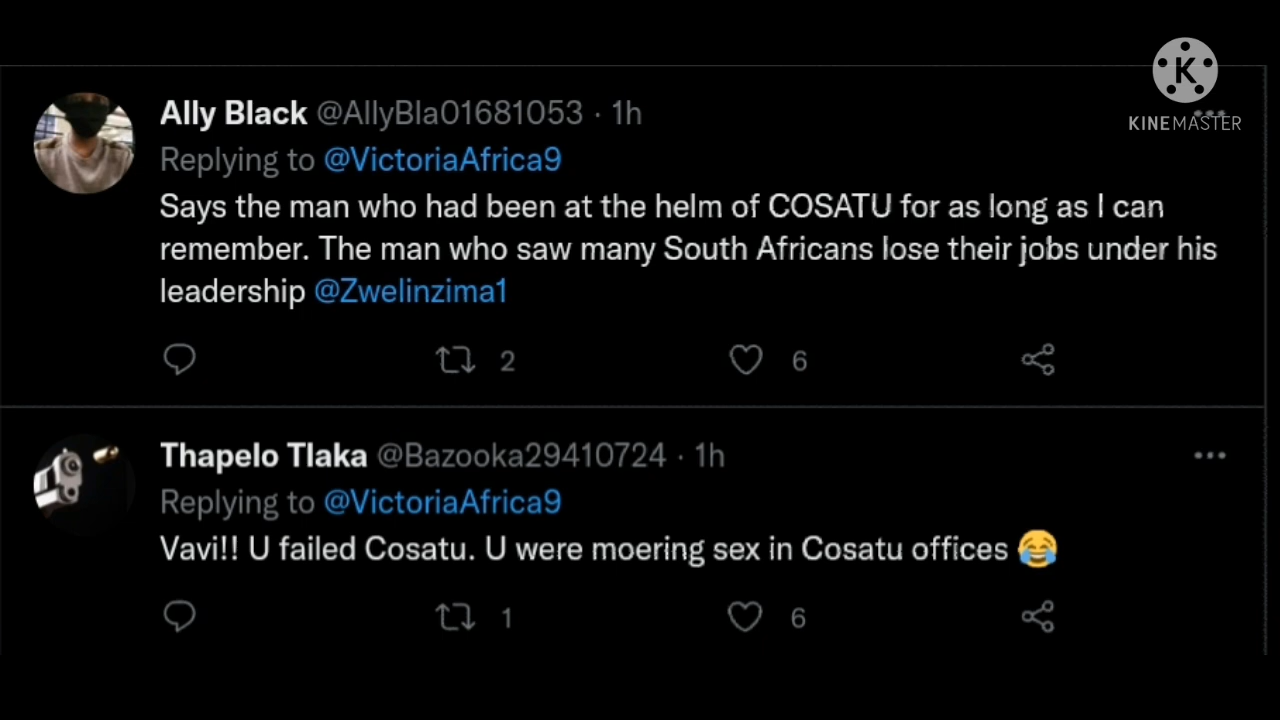 K
KINEMASTER
Ally Black @AllyBla01681053 · 1h
Replying to @VictoriaAfrica9
Says the man who had been at the helm of COSATU for as long as I can
remember. The man who saw many South Africans lose their jobs under his
leadership @Zwelinzima1
2
6
Thapelo Tlaka @Bazooka29410724 · 1h
Replying to @VictoriaAfrica9
Vavi!! U failed Cosatu. U were moering sex in Cosatu offices 😂
1
6